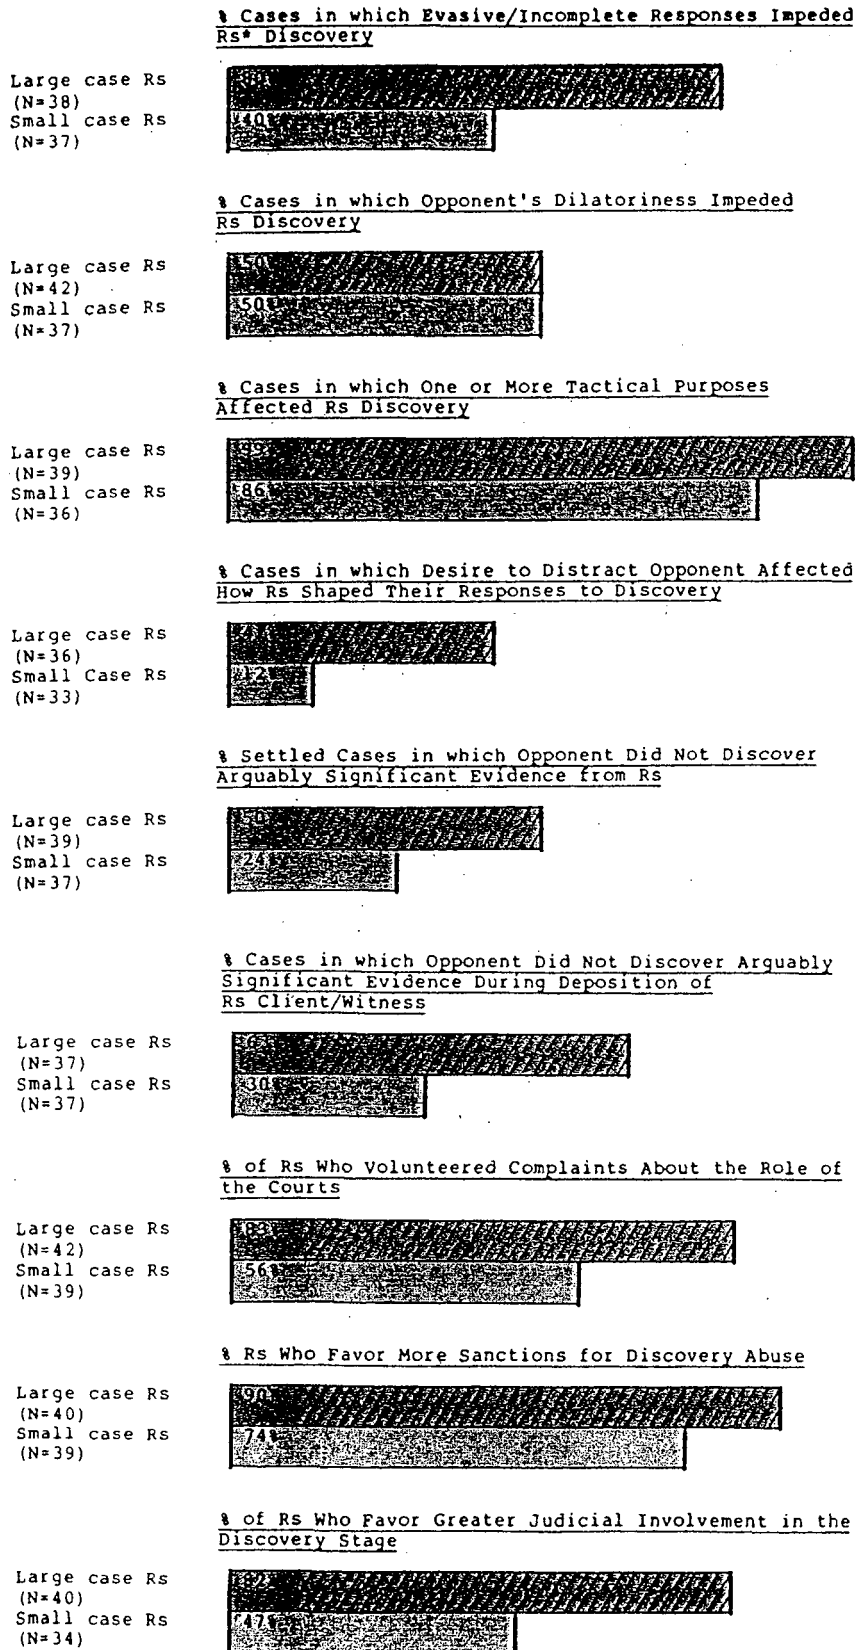 % Cases in which Evasive/Incomplete Responses Impeded
Rs* Discovery
Large case Rs
80%
(N=38)
Small case Rs
40%
(N=37)
% Cases in which Opponent's Dilatoriness Impeded
Rs Discovery
Large case Rs
50%
(N=42)
Small case Rs
50%
(N=37)
% Cases in which One or More Tactical Purposes
Affected Rs Discovery
Large case Rs
99%
(N=39)
Small case Rs
86%
(N=36)
% Cases in which Desire to Distract Opponent Affected
How Rs Shaped Their Responses to Discovery
Large case Rs
(N=36)
Small Case Rs
12%
(N=33)
% Settled Cases in which Opponent Did Not Discover
Arguably Significant Evidence from Rs
Large case Rs
50%
(N=39)
Small case Rs
24%
(N=37)
% Cases in which Opponent Did Not Discover Arguably
Significant Evidence During Deposition of
Rs Client/Witness
Large case Rs
(N=37)
Small case Rs
30%
(N=37)
% of Rs Who Volunteered Complaints About the Role of
the Courts
Large case Rs
83%
(N=42)
Small case Rs
56%
(N=39)
% Rs Who Favor More Sanctions for Discovery Abuse
Large case Rs
90%
(N=40)
Small case Rs
74%
(N=39)
% of Rs Who Favor Greater Judicial Involvement in the
Discovery Stage
Large case Rs
82%
(N=40)
Small case Rs
47%
(N=34)